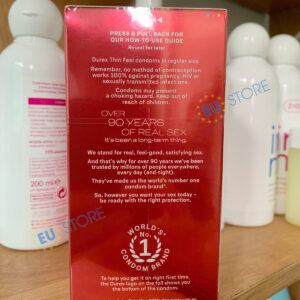 PRESS & PULL BACK FOR
OUR HOW-TO-USE GUIDE
Reseal for later
Durex Thin Feel condoms in regular size.
Remember, no method of contraception
works 100% against pregnancy, HIV or
sexually transmitted infections.
Condoms may present
a choking hazard. Keep out of
reach of children.
OVER
90 YEARS
OF REAL SEX
It's been a long-term thing.
We stand for real, feel-good, satisfying sex.
And that's why for over 90 years we've been
trusted by millions of people everywhere,
every day (and night).
They've made us the world's number one
condom brand*.
So, however you want your sex today –
be ready with the right protection.
WORLD'S*
No.
1
CONDOM BRAND
To help you get it on right first time,
the Durex logo on the foil shows you
the bottom of the condom.
200 ml
EU STORE
EU STORE
EU STORE